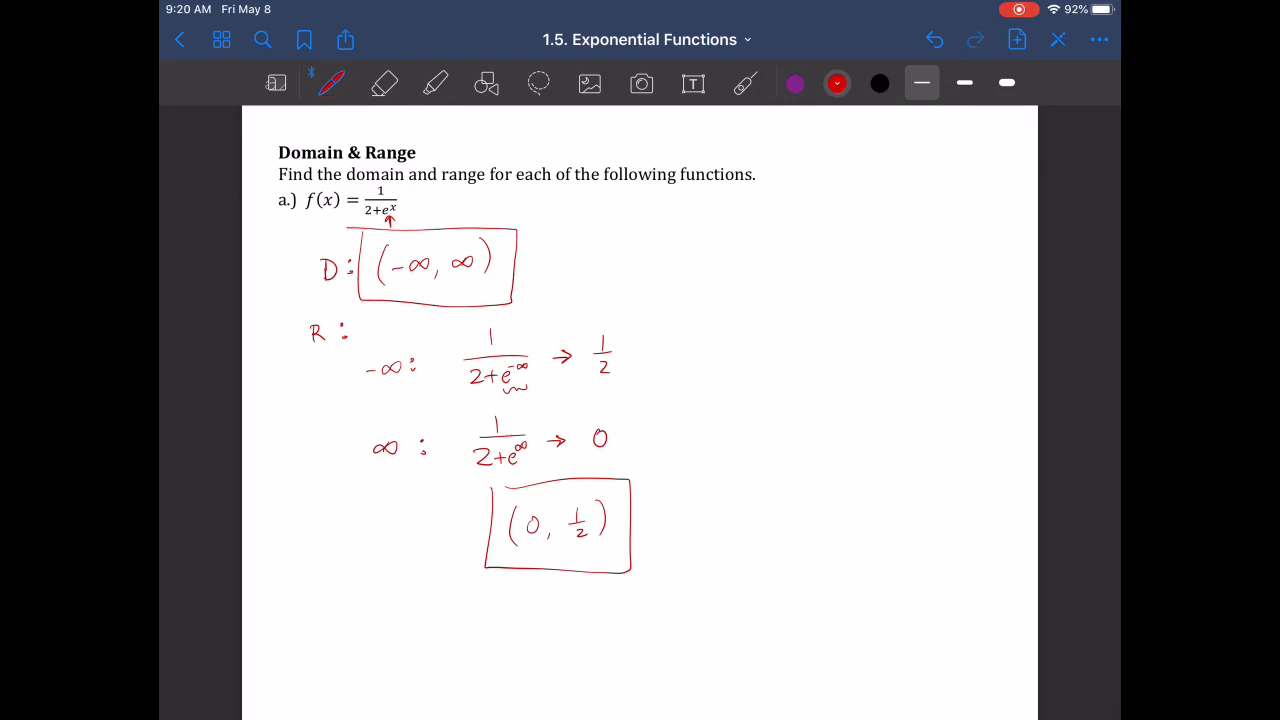 9:20 AM Fri May 8 92%
1.5. Exponential Functions
T
Domain & Range
Find the domain and range for each of the following functions.
a.) f(x) = 1/(2+e^x)
D: (-∞, ∞)
R:
-∞: 1/(2+e^-∞) → 1/2
∞: 1/(2+e^∞) → 0
(0, 1/2)